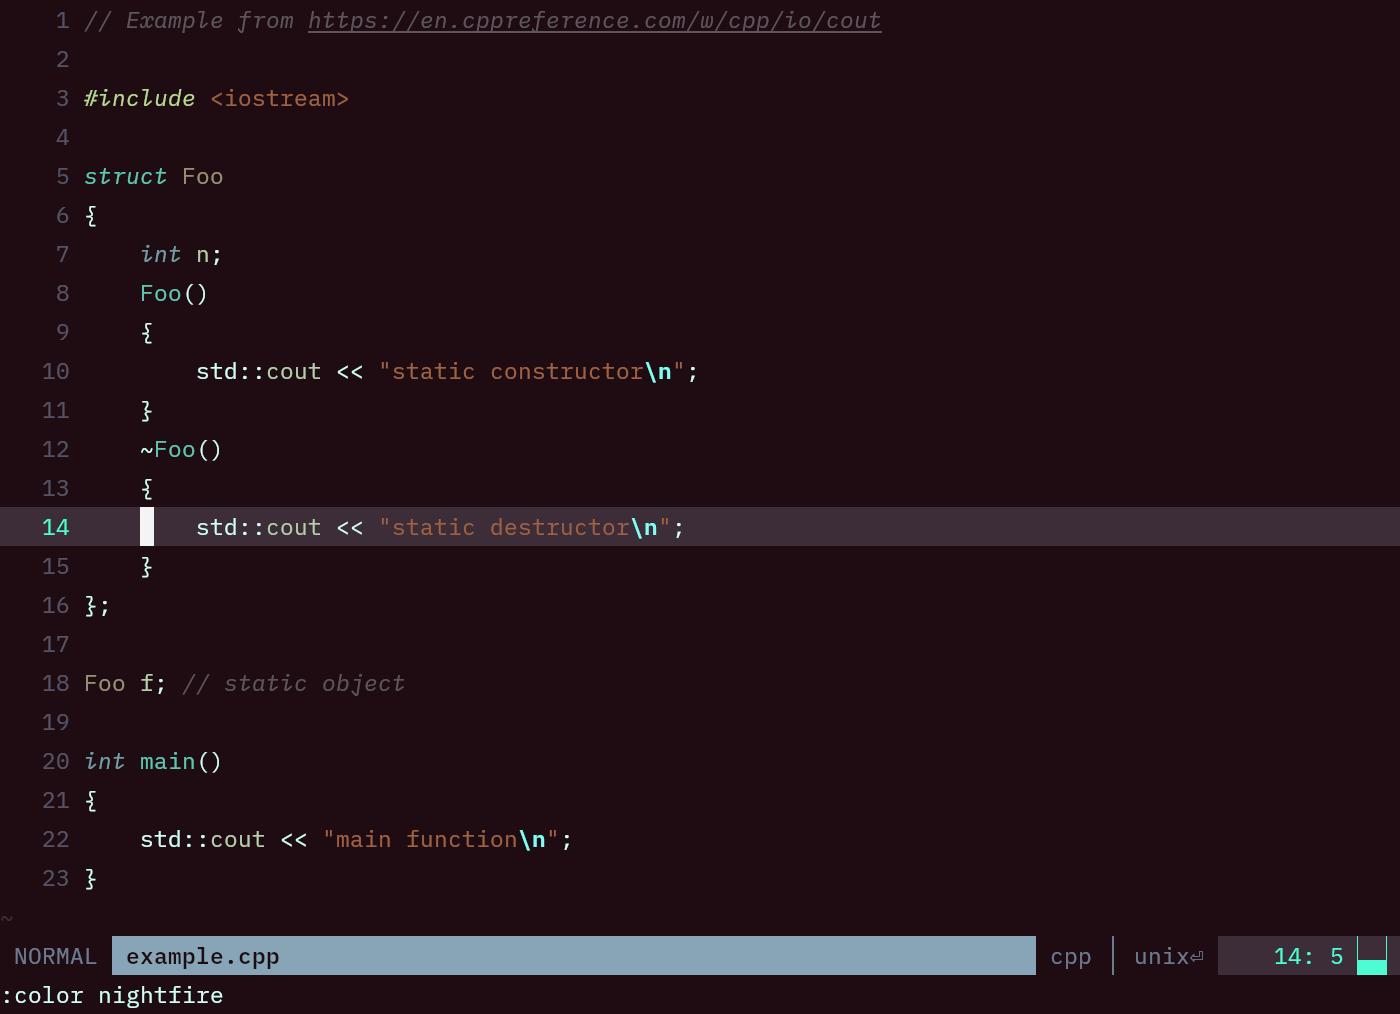 1 // Example from https://en.cppreference.com/w/cpp/io/cout
2
3 #include <iostream>
4
5 struct Foo
6 {
7     int n;
8     Foo()
9     {
10         std::cout << "static constructor\n";
11     }
12     ~Foo()
13     {
14         std::cout << "static destructor\n";
15     }
16 };
17
18 Foo f; // static object
19
20 int main()
21 {
22     std::cout << "main function\n";
23 }
~
NORMAL example.cpp cpp unix⏎ 14: 5
:color nightfire